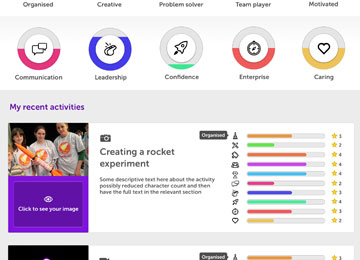 Organised Creative Problem solver Team player Motivated
Communication Leadership Confidence Enterprise Caring
My recent activities
Creating a rocket
experiment
Some descriptive text here about the activity
possibly reduced character count and then
have the full text in the relevant section
Click to see your image
Organised 3
2
4
4
4
2
3
4
3
2
Organised 3